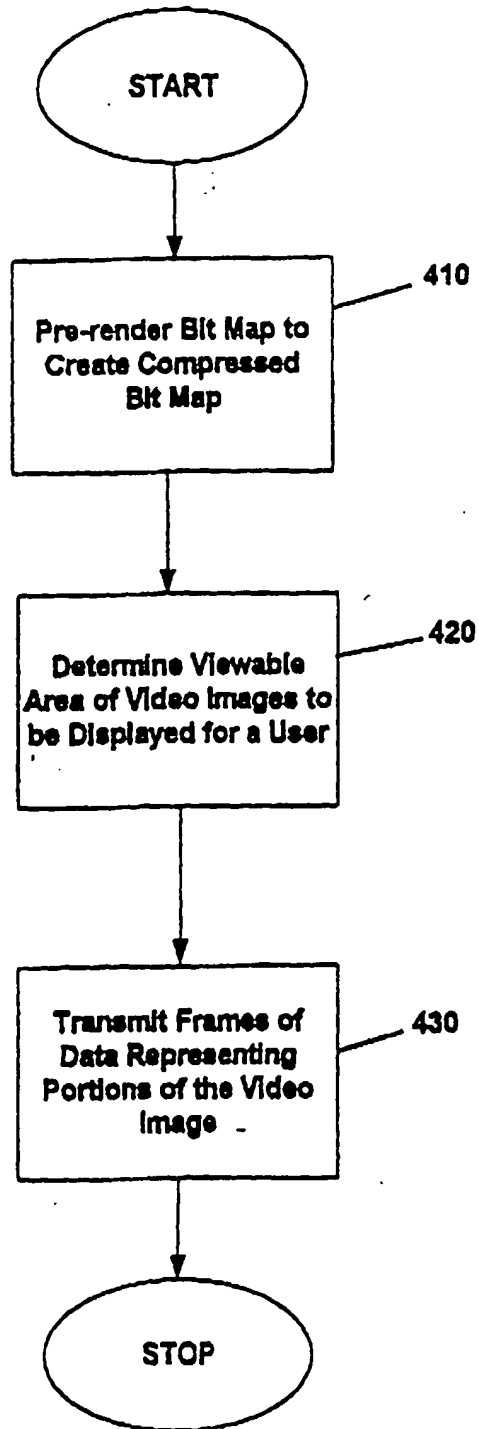 START
410
Pre-render Bit Map to
Create Compressed
Bit Map
420
Determine Viewable
Area of Video Images to
be Displayed for a User
430
Transmit Frames of
Data Representing
Portions of the Video
Image
STOP